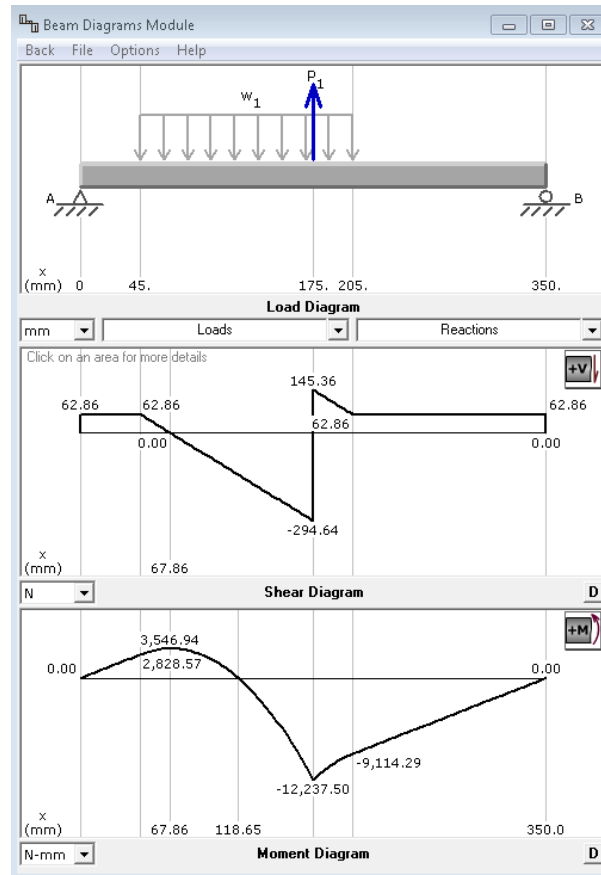 Beam Diagrams Module
Back File Options Help
P1
w1
A
B
x
(mm) 0 45. 175. 205. 350.
Load Diagram
mm Loads Reactions
Click on an area for more details
+V
145.36
62.86 62.86 62.86 62.86
0.00 0.00
-294.64
x
(mm) 67.86
N Shear Diagram D
+M
3,546.94
0.00 2,828.57 0.00
-9,114.29
-12,237.50
x
(mm) 67.86 118.65 350.0
N-mm Moment Diagram D